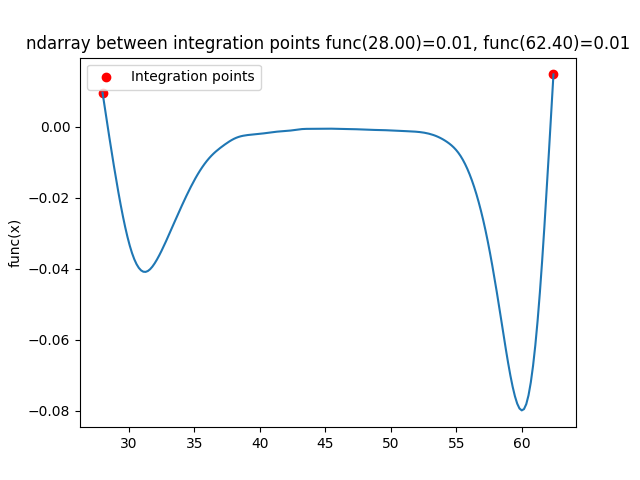 ndarray between integration points func(28.00)=0.01, func(62.40)=0.01
Integration points
func(x)
0.00
−0.02
−0.04
−0.06
−0.08
30 35 40 45 50 55 60